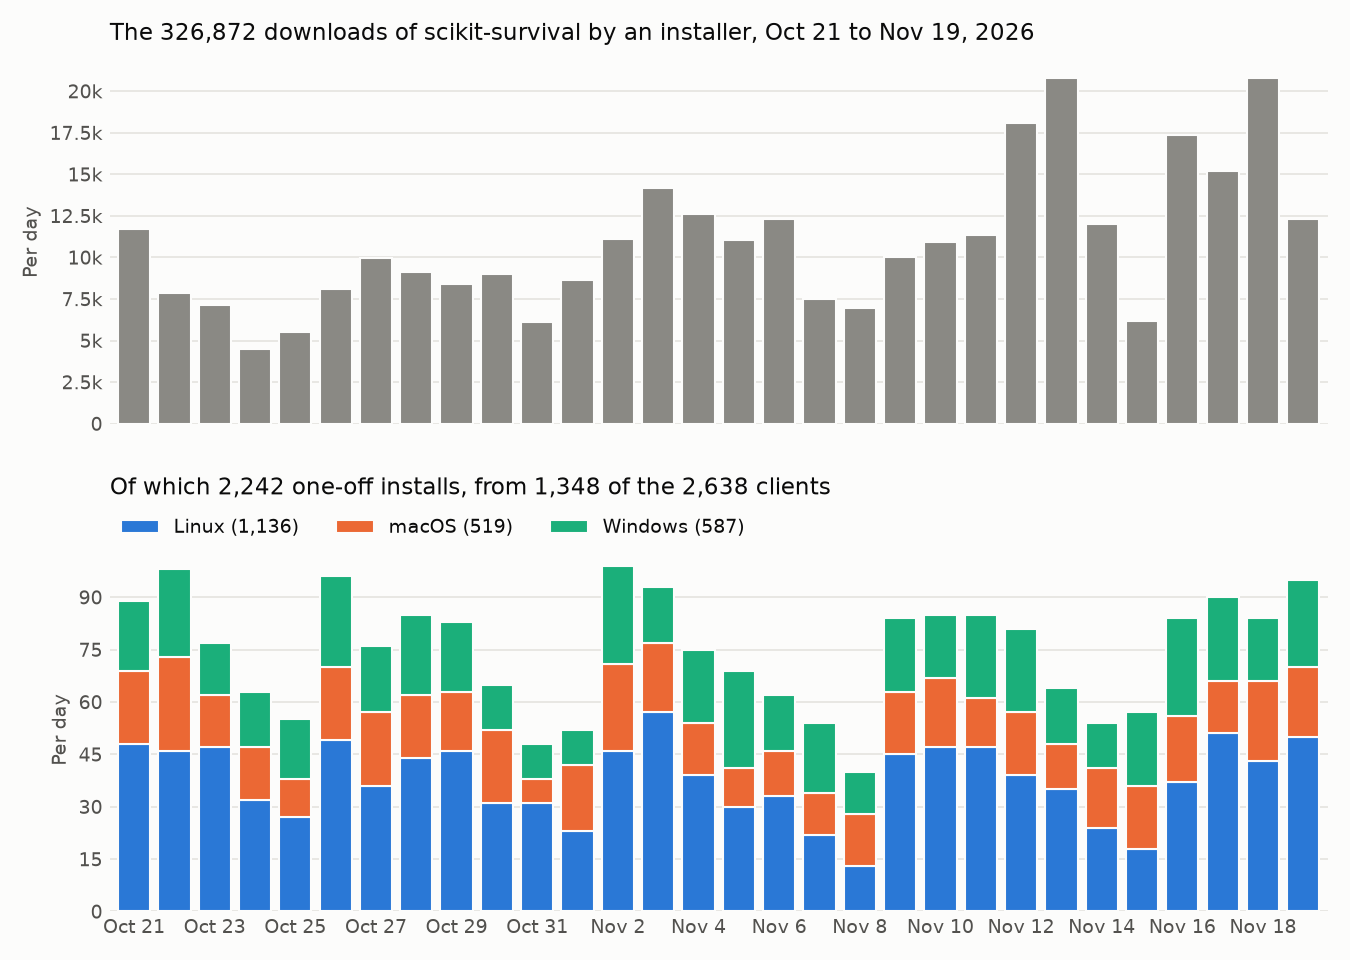 The 326,872 downloads of scikit-survival by an installer, Oct 21 to Nov 19, 2026
Per day
20k
17.5k
15k
12.5k
10k
7.5k
5k
2.5k
0
Of which 2,242 one-off installs, from 1,348 of the 2,638 clients
Linux (1,136) macOS (519) Windows (587)
Per day
90
75
60
45
30
15
0
Oct 21 Oct 23 Oct 25 Oct 27 Oct 29 Oct 31 Nov 2 Nov 4 Nov 6 Nov 8 Nov 10 Nov 12 Nov 14 Nov 16 Nov 18